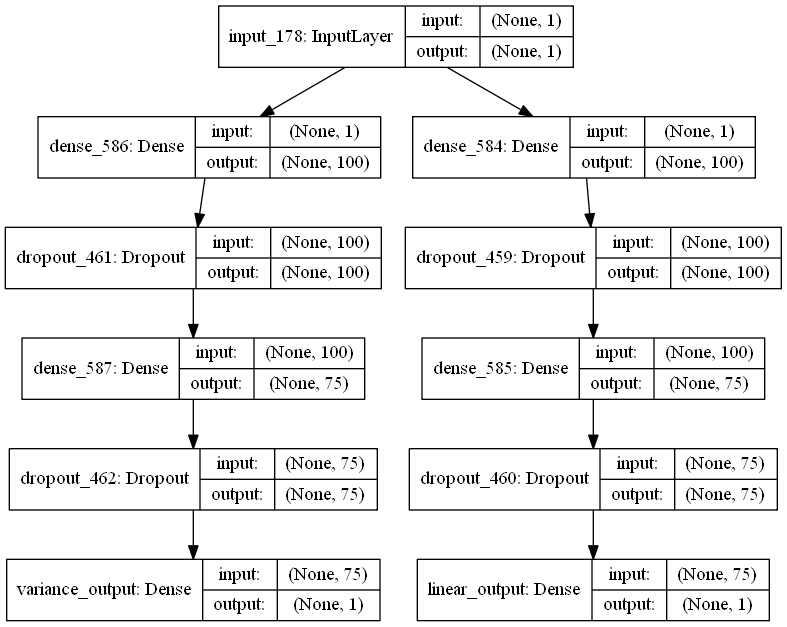 input_178: InputLayer
input: (None, 1)
output: (None, 1)
dense_586: Dense
input: (None, 1)
output: (None, 100)
dense_584: Dense
input: (None, 1)
output: (None, 100)
dropout_461: Dropout
input: (None, 100)
output: (None, 100)
dropout_459: Dropout
input: (None, 100)
output: (None, 100)
dense_587: Dense
input: (None, 100)
output: (None, 75)
dense_585: Dense
input: (None, 100)
output: (None, 75)
dropout_462: Dropout
input: (None, 75)
output: (None, 75)
dropout_460: Dropout
input: (None, 75)
output: (None, 75)
variance_output: Dense
input: (None, 75)
output: (None, 1)
linear_output: Dense
input: (None, 75)
output: (None, 1)